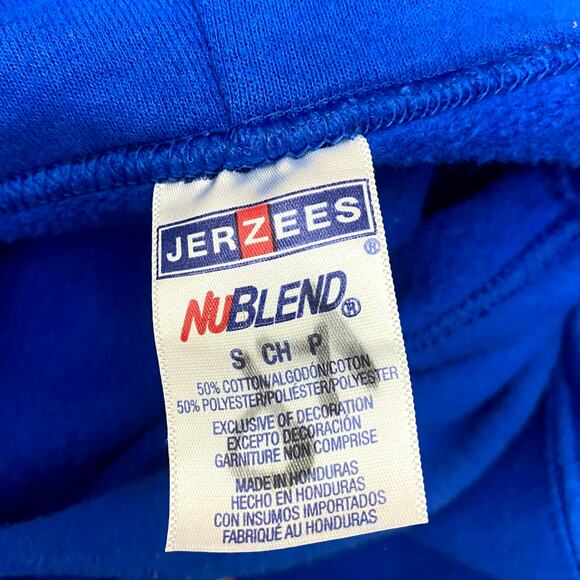 JERZEES®
NUBLEND®
S CH P
50% COTTON/ALGODÓN/COTON
50% POLYESTER/POLIÉSTER/POLYESTER
EXCLUSIVE OF DECORATION
EXCEPTO DECORACIÓN
GARNITURE NON COMPRISE
MADE IN HONDURAS
HECHO EN HONDURAS
CON INSUMOS IMPORTADOS
FABRIQUÉ AU HONDURAS